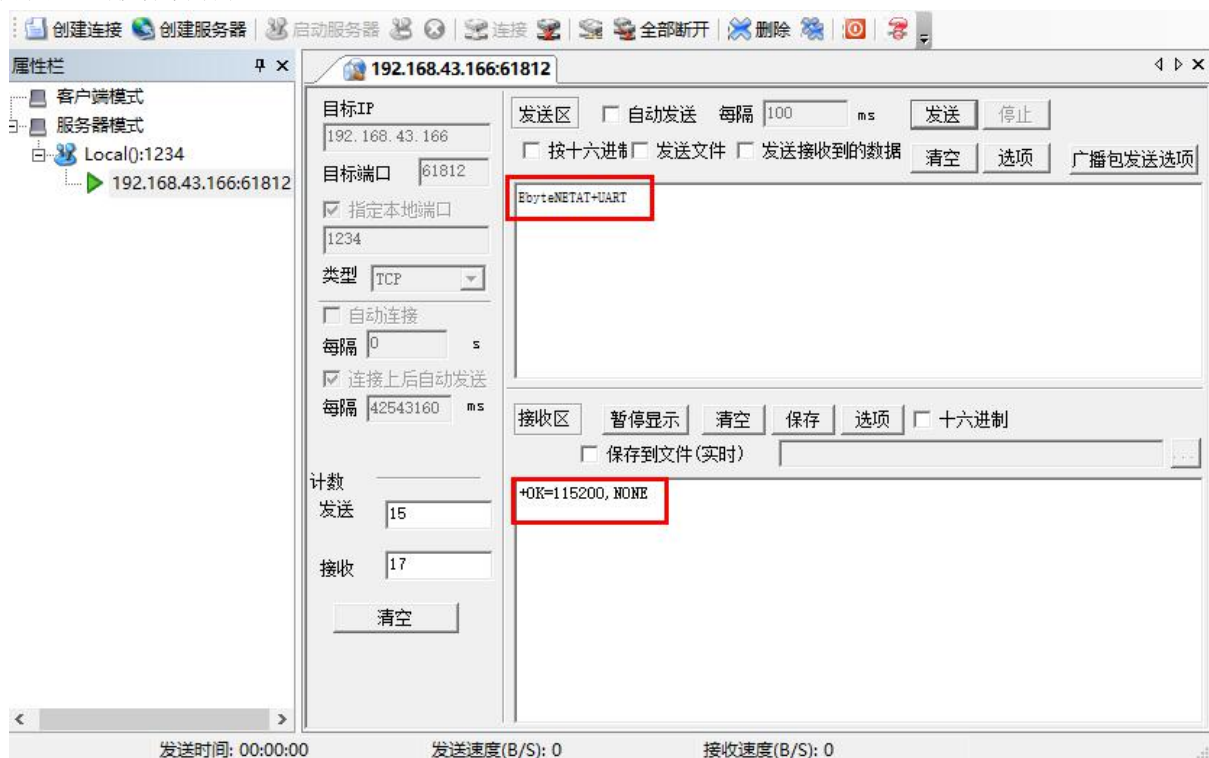 创建连接 创建服务器 启动服务器 连接 全部断开 删除
属性栏
客户端模式
服务器模式
Local():1234
192.168.43.166:61812
192.168.43.166:61812
目标IP
192.168.43.166
目标端口 61812
指定本地端口
1234
类型 TCP
自动连接
每隔 0 s
连接上后自动发送
每隔 42543160 ms
计数
发送 15
接收 17
清空
发送区 自动发送 每隔 100 ms 发送 停止
按十六进制 发送文件 发送接收到的数据 清空 选项 广播包发送选项
EbyteNETAT+UART
接收区 暂停显示 清空 保存 选项 十六进制
保存到文件(实时) ...
+OK=115200, NONE
发送时间: 00:00:00 发送速度(B/S): 0 接收速度(B/S): 0